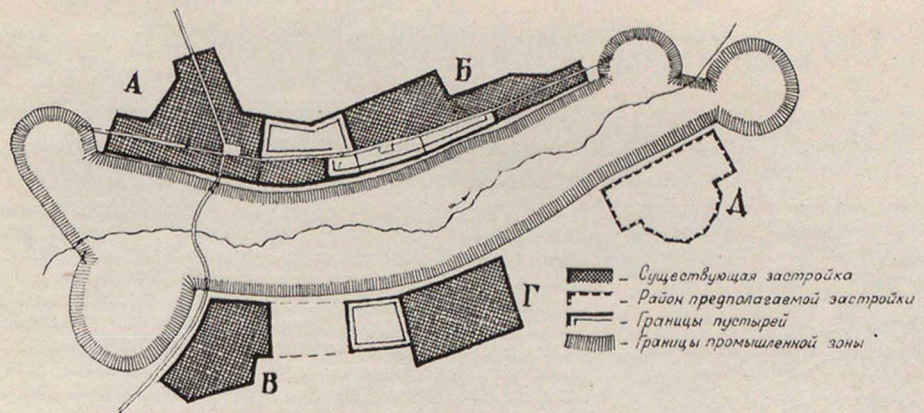 А
Б
В
Г
Д
- Существующая застройка
- Район предполагаемой застройки
- Границы пустырей
- Границы промышленной зоны